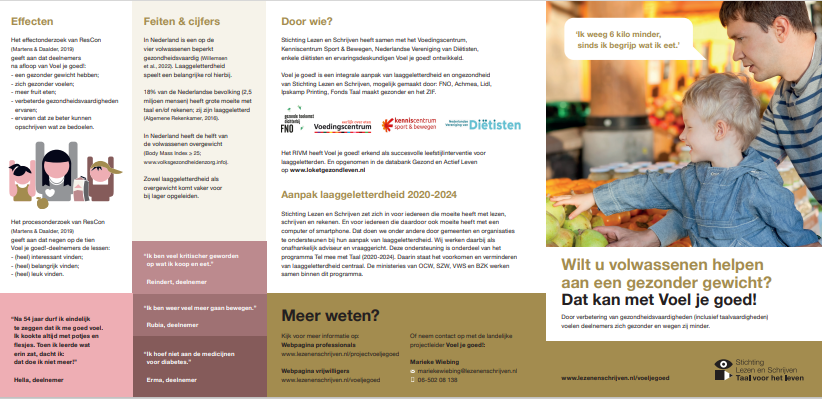 Effecten
Het effectonderzoek van ResCon
(Martens & Daalder, 2019)
geeft aan dat deelnemers
na afloop van Voel je goed!:
- een gezonder gewicht hebben;
- zich gezonder voelen;
- meer fruit eten;
- verbeterde gezondheidsvaardigheden
ervaren;
- ervaren dat ze beter kunnen
opschrijven wat ze bedoelen.
Het procesonderzoek van ResCon
(Martens & Daalder, 2019)
geeft aan dat negen op de tien
Voel je goed!-deelnemers de lessen:
- (heel) interessant vinden;
- (heel) belangrijk vinden;
- (heel) leuk vinden.
"Na 54 jaar durf ik eindelijk
te zeggen dat ik me goed voel.
Ik kookte altijd met potjes en
flesjes. Toen ik leerde wat
erin zat, dacht ik:
dat doe ik niet meer!"
Hella, deelnemer
Feiten & cijfers
In Nederland is een op de
vier volwassenen beperkt
gezondheidsvaardig (Willemsen
et al., 2022). Laaggeletterdheid
speelt een belangrijke rol hierbij.
18% van de Nederlandse bevolking (2,5
miljoen mensen) heeft grote moeite met
taal en/of rekenen; zij zijn laaggeletterd
(Algemene Rekenkamer, 2016).
In Nederland heeft de helft van
de volwassenen overgewicht
(Body Mass Index ≥ 25;
www.volksgezondheidenzorg.info).
Zowel laaggeletterdheid als
overgewicht komt vaker voor
bij lager opgeleiden.
"Ik ben veel kritischer geworden
op wat ik koop en eet."
Reindert, deelnemer
"Ik ben weer veel meer gaan bewegen."
Rubia, deelnemer
"Ik hoef niet aan de medicijnen
voor diabetes."
Erma, deelnemer
Door wie?
Stichting Lezen en Schrijven heeft samen met het Voedingscentrum,
Kenniscentrum Sport & Bewegen, Nederlandse Vereniging van Diëtisten,
enkele diëtisten en ervaringsdeskundigen Voel je goed! ontwikkeld.
Voel je goed! is een integrale aanpak van laaggeletterdheid en ongezondheid
van Stichting Lezen en Schrijven, mogelijk gemaakt door: FNO, Achmea, Lidl,
Ipskamp Printing, Fonds Taal maakt gezonder en het ZIF.
gezonde toekomst
dichterbij
FNO
eerlijk over eten
Voedingscentrum
kenniscentrum
sport & bewegen
Nederlandse
Vereniging van
Diëtisten
Het RIVM heeft Voel je goed! erkend als succesvolle leefstijlinterventie voor
laaggeletterden. En opgenomen in de databank Gezond en Actief Leven
op www.loketgezondleven.nl
Aanpak laaggeletterdheid 2020-2024
Stichting Lezen en Schrijven zet zich in voor iedereen die moeite heeft met lezen,
schrijven en rekenen. En voor iedereen die daardoor ook moeite heeft met een
computer of smartphone. Dat doen we onder andere door gemeenten en organisaties
te ondersteunen bij hun aanpak van laaggeletterdheid. Wij werken daarbij als
onafhankelijk adviseur en vraaggericht. Deze ondersteuning is onderdeel van het
programma Tel mee met Taal (2020-2024). Daarin staat het voorkomen en verminderen
van laaggeletterdheid centraal. De ministeries van OCW, SZW, VWS en BZK werken
samen binnen dit programma.
Meer weten?
Kijk voor meer informatie op:
Webpagina professionals
www.lezenenschrijven.nl/projectvoeljegoed
Webpagina vrijwilligers
www.lezenenschrijven.nl/voeljegoed
Of neem contact op met de landelijke
projectleider Voel je goed!:
Marieke Wiebing
mariekewiebing@lezenenschrijven.nl
06-502 08 138
'Ik weeg 6 kilo minder,
sinds ik begrijp wat ik eet.'
Wilt u volwassenen helpen
aan een gezonder gewicht?
Dat kan met Voel je goed!
Door verbetering van gezondheidsvaardigheden (inclusief taalvaardigheden)
voelen deelnemers zich gezonder en wegen zij minder.
www.lezenenschrijven.nl/voeljegoed
Stichting
Lezen en Schrijven
Taal voor het leven